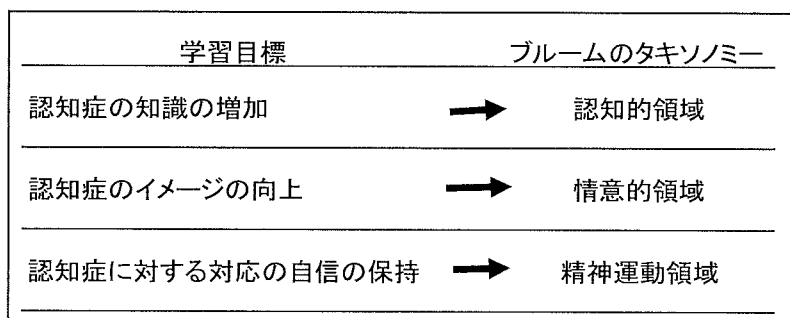 学習目標 ブルームのタキソノミー
認知症の知識の増加 → 認知的領域
認知症のイメージの向上 → 情意的領域
認知症に対する対応の自信の保持 → 精神運動領域